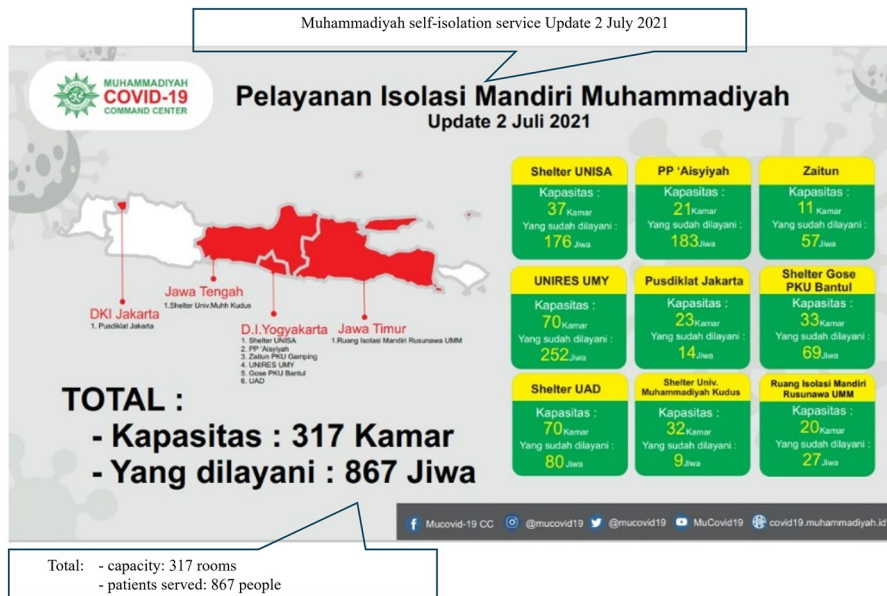 Muhammadiyah self-isolation service Update 2 July 2021
MUHAMMADIYAH
COVID-19
COMMAND CENTER
Pelayanan Isolasi Mandiri Muhammadiyah
Update 2 Juli 2021
DKI Jakarta
1. Pusdiklat Jakarta
Jawa Tengah
1.Shelter Univ.Muhh Kudus
D.I.Yogyakarta
1. Shelter UNISA
2. PP 'Aisyiyah
3. Zaitun PKU Gamping
4. UNIRES UMY
5. Gose PKU Bantul
6. UAD
Jawa Timur
1.Ruang Isolasi Mandiri Rusunawa UMM
Shelter UNISA
Kapasitas :
37 Kamar
Yang sudah dilayani :
176 Jiwa
PP 'Aisyiyah
Kapasitas :
21 Kamar
Yang sudah dilayani :
183 Jiwa
Zaitun
Kapasitas :
11 Kamar
Yang sudah dilayani :
57 Jiwa
UNIRES UMY
Kapasitas :
70 Kamar
Yang sudah dilayani :
252 Jiwa
Pusdiklat Jakarta
Kapasitas :
23 Kamar
Yang sudah dilayani :
14 Jiwa
Shelter Gose
PKU Bantul
Kapasitas :
33 Kamar
Yang sudah dilayani :
69 Jiwa
Shelter UAD
Kapasitas :
70 Kamar
Yang sudah dilayani :
80 Jiwa
Shelter Univ.
Muhammadiyah Kudus
Kapasitas :
32 Kamar
Yang sudah dilayani :
9 Jiwa
Ruang Isolasi Mandiri
Rusunawa UMM
Kapasitas :
20 Kamar
Yang sudah dilayani :
27 Jiwa
TOTAL :
- Kapasitas : 317 Kamar
- Yang dilayani : 867 Jiwa
Mucovid-19 CC @mucovid19 @mucovid19 MuCovid19 covid19.muhammadiyah.id
Total: - capacity: 317 rooms
- patients served: 867 people